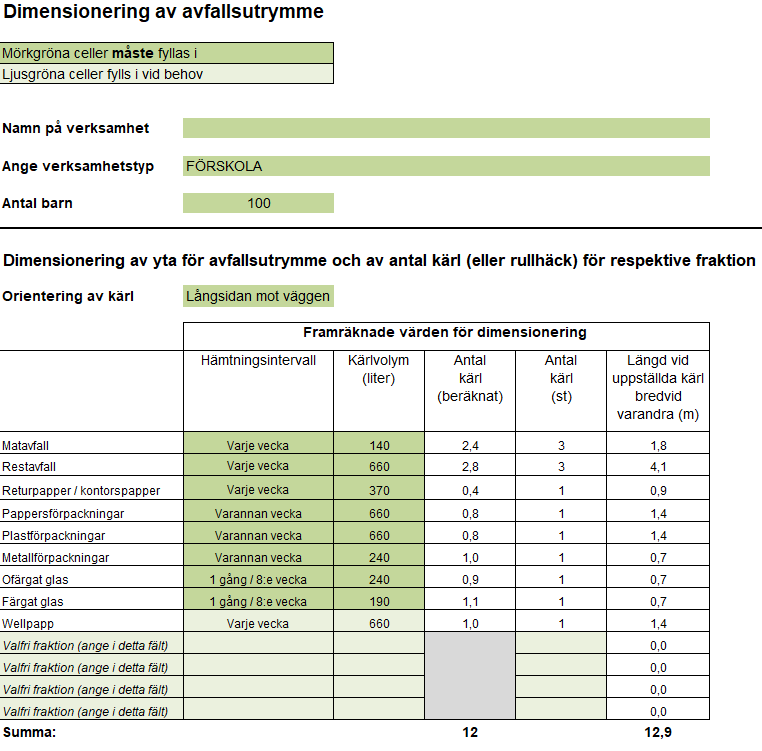 Dimensionering av avfallsutrymme
Mörkgröna celler måste fyllas i
Ljusgröna celler fylls i vid behov
Namn på verksamhet
Ange verksamhetstyp FÖRSKOLA
Antal barn 100
Dimensionering av yta för avfallsutrymme och av antal kärl (eller rullhäck) för respektive fraktion
Orientering av kärl Långsidan mot väggen
Framräknade värden för dimensionering
Hämtningsintervall Kärlvolym Antal Antal Längd vid
(liter) kärl kärl uppställda kärl
(beräknat) (st) bredvid
varandra (m)
Matavfall Varje vecka 140 2,4 3 1,8
Restavfall Varje vecka 660 2,8 3 4,1
Returpapper / kontorspapper Varje vecka 370 0,4 1 0,9
Pappersförpackningar Varannan vecka 660 0,8 1 1,4
Plastförpackningar Varannan vecka 660 0,8 1 1,4
Metallförpackningar Varannan vecka 240 1,0 1 0,7
Ofärgat glas 1 gång / 8:e vecka 240 0,9 1 0,7
Färgat glas 1 gång / 8:e vecka 190 1,1 1 0,7
Wellpapp Varje vecka 660 1,0 1 1,4
Valfri fraktion (ange i detta fält) 0,0
Valfri fraktion (ange i detta fält) 0,0
Valfri fraktion (ange i detta fält) 0,0
Valfri fraktion (ange i detta fält) 0,0
Summa: 12 12,9